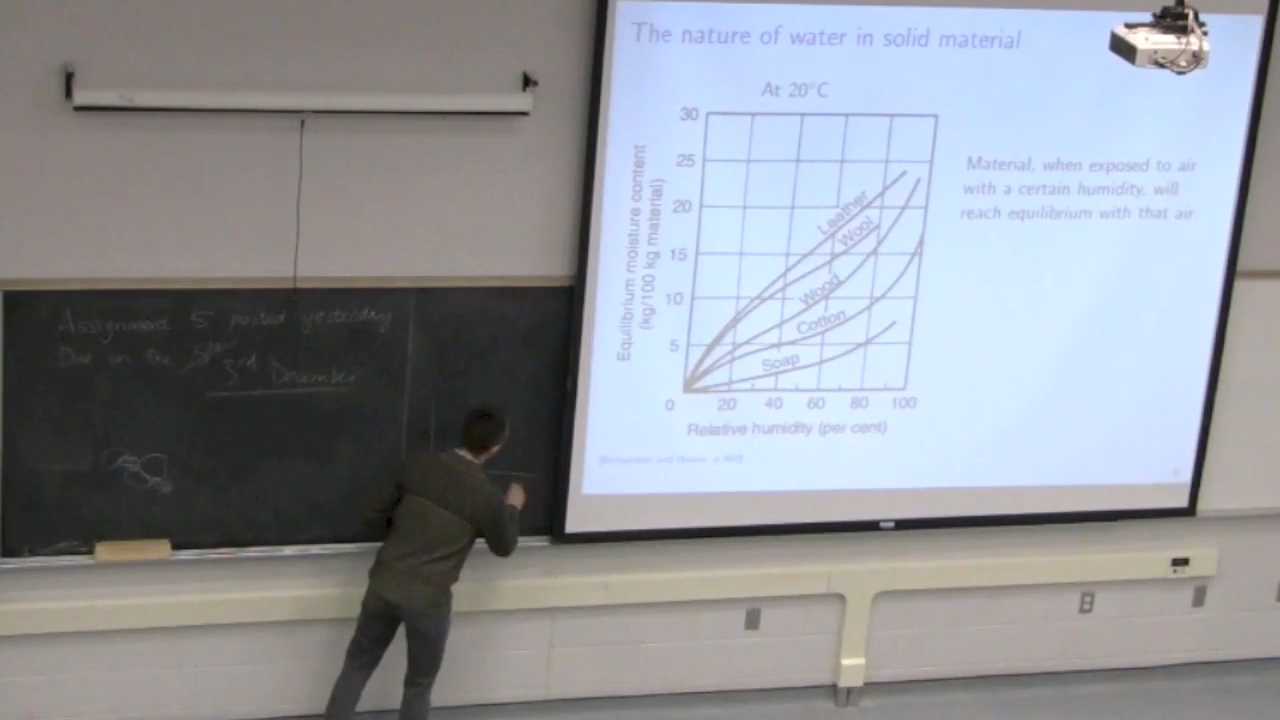 Assignment 5 posted yesterday
Due on the
3rd December
The nature of water in solid material
At 20°C
30
25
20
15
10
5
0
20 40 60 80 100
Equilibrium moisture content
(kg/100 kg material)
Leather
Wool
Wood
Cotton
Soap
Relative humidity (per cent)
Material, when exposed to air
with a certain humidity, will
reach equilibrium with that air